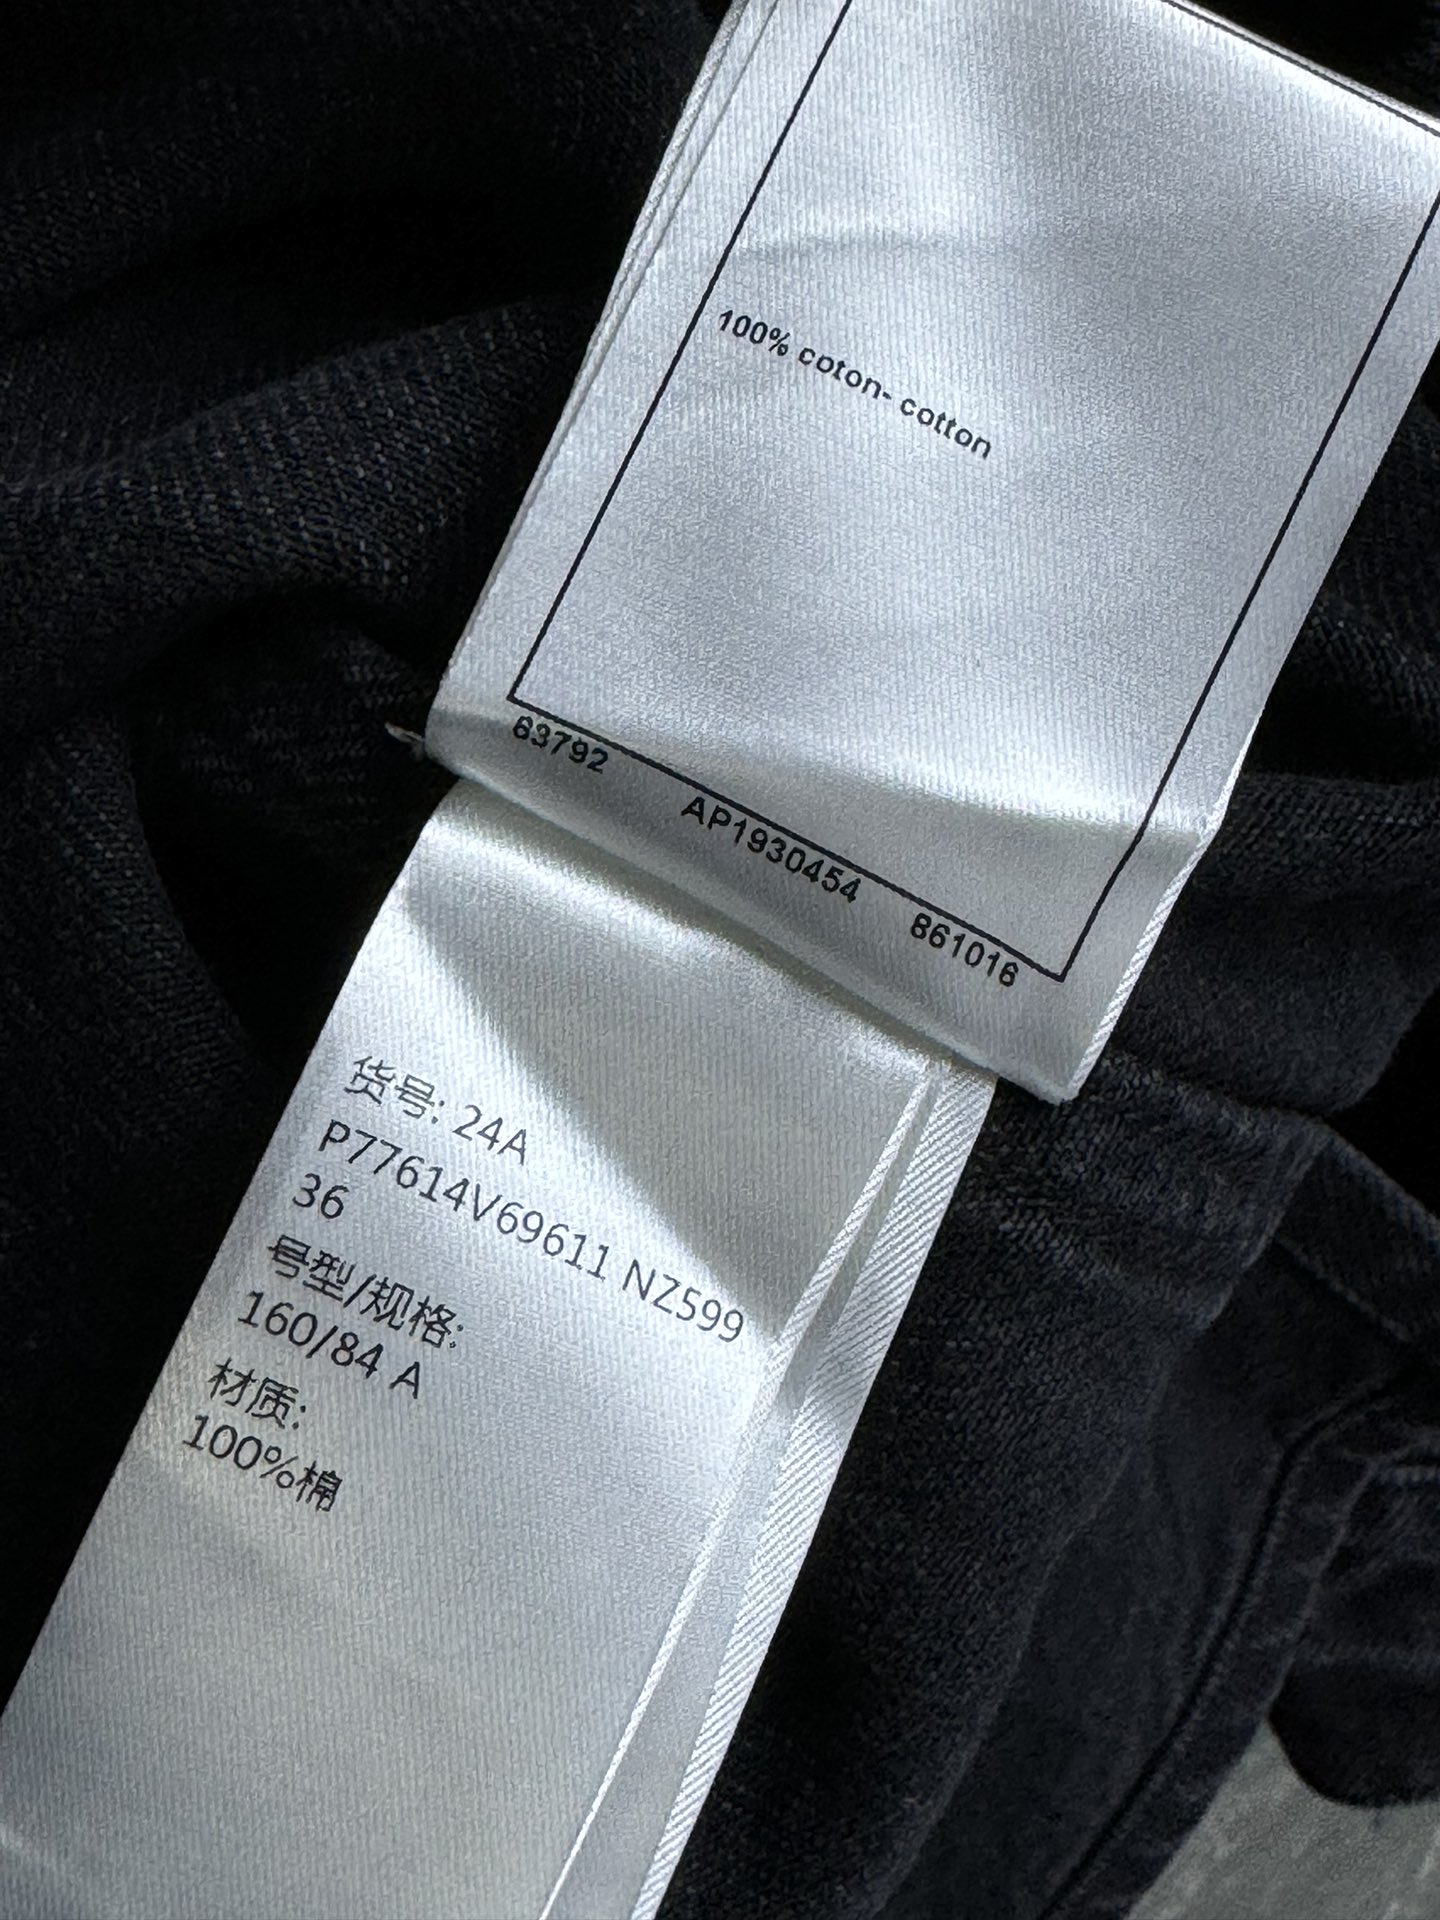 100% coton- cotton
63792 AP1930454 861016
货号: 24A
P77614V69611 NZ599
36
号型/规格:
160/84 A
材质:
100%棉